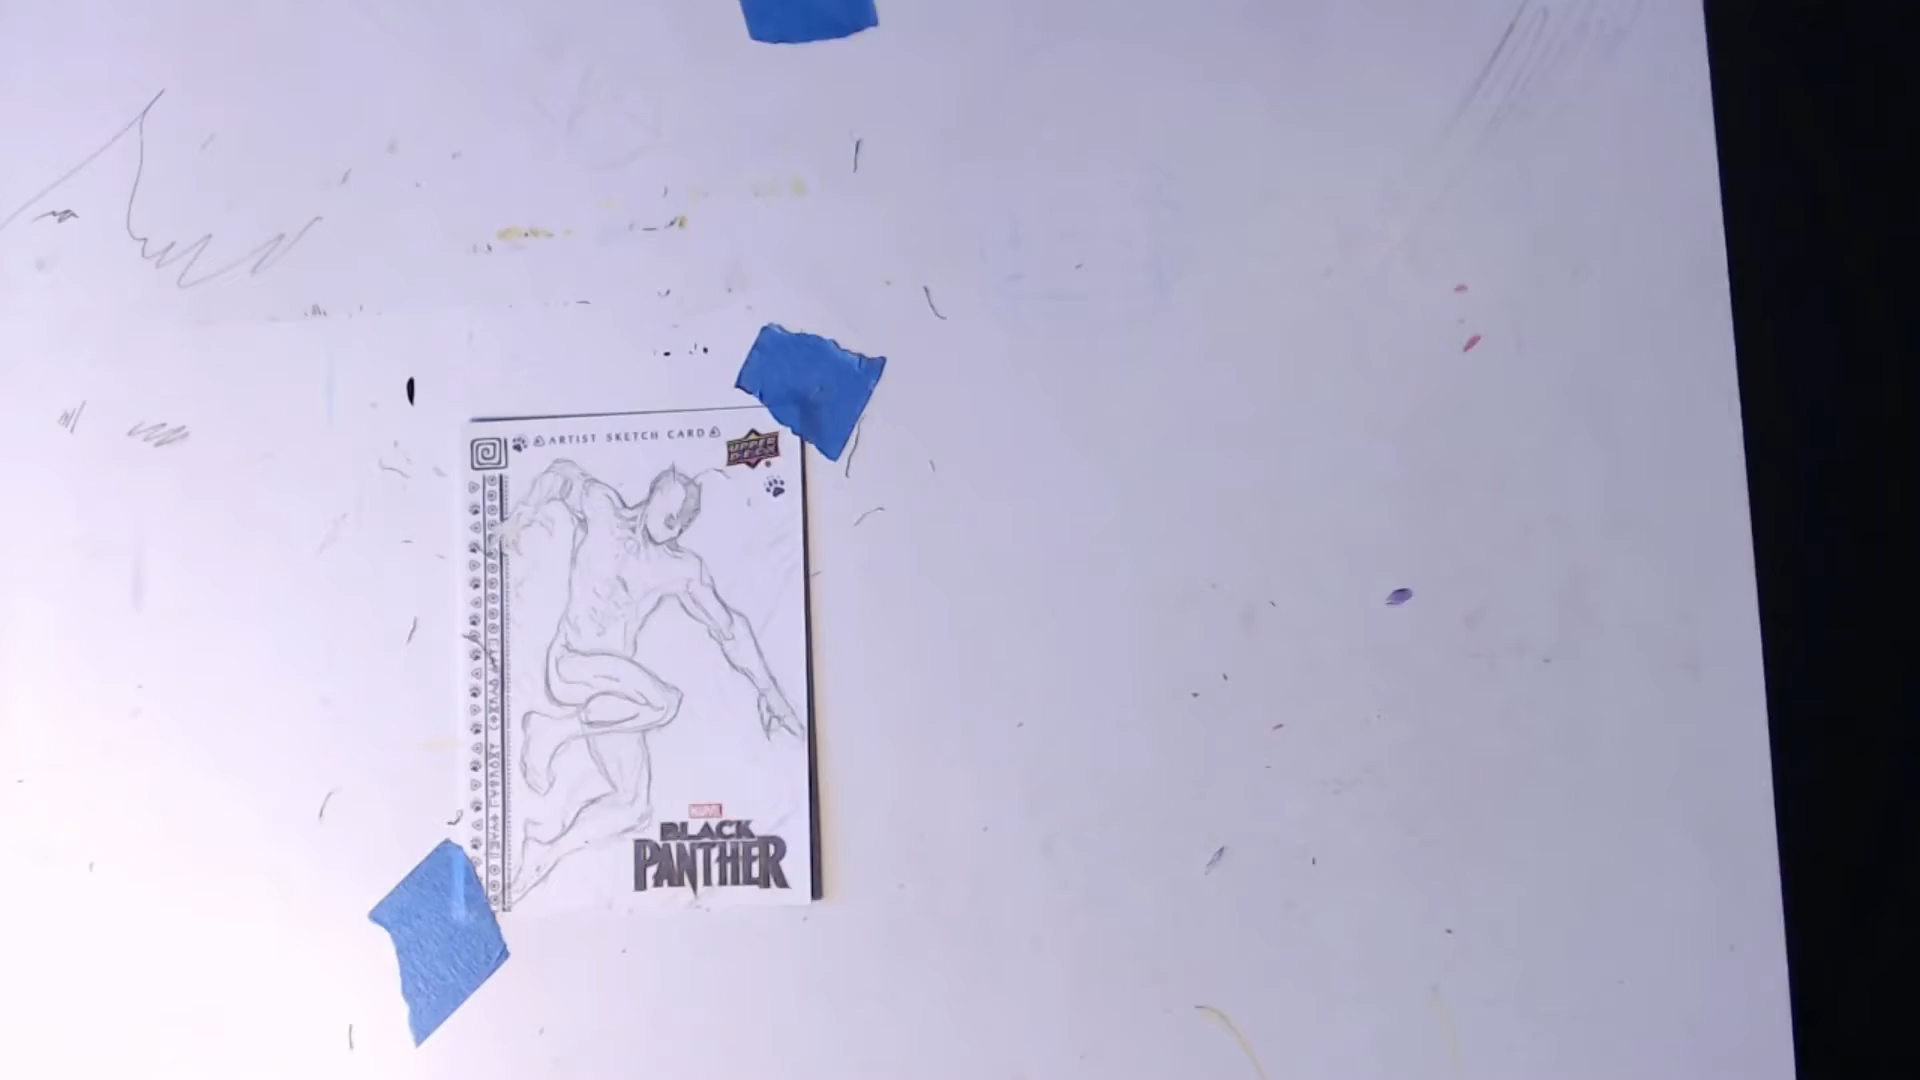 ARTIST SKETCH CARD
UPPER
DECK
MARVEL
BLACK
PANTHER